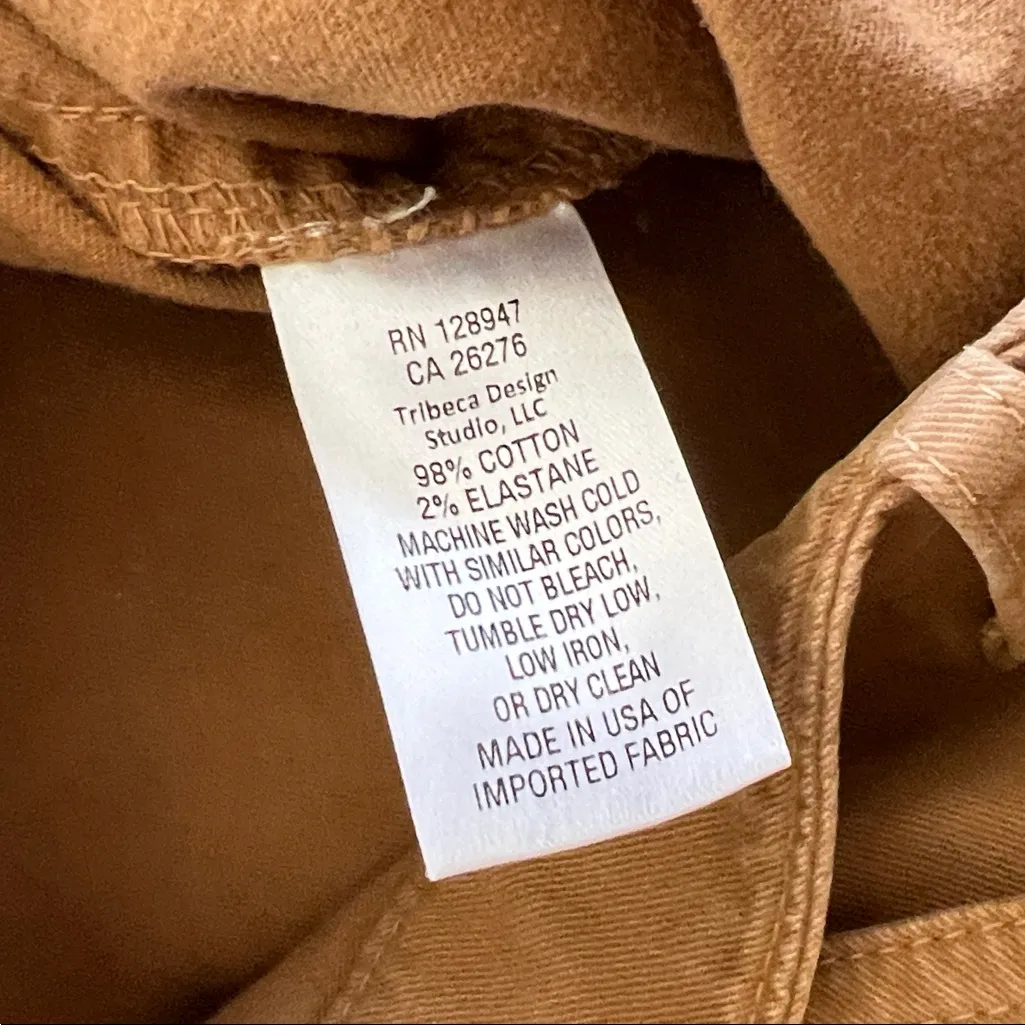 RN 128947
CA 26276
Tribeca Design
Studio, LLC
98% COTTON
2% ELASTANE
MACHINE WASH COLD
WITH SIMILAR COLORS,
DO NOT BLEACH,
TUMBLE DRY LOW,
LOW IRON,
OR DRY CLEAN
MADE IN USA OF
IMPORTED FABRIC